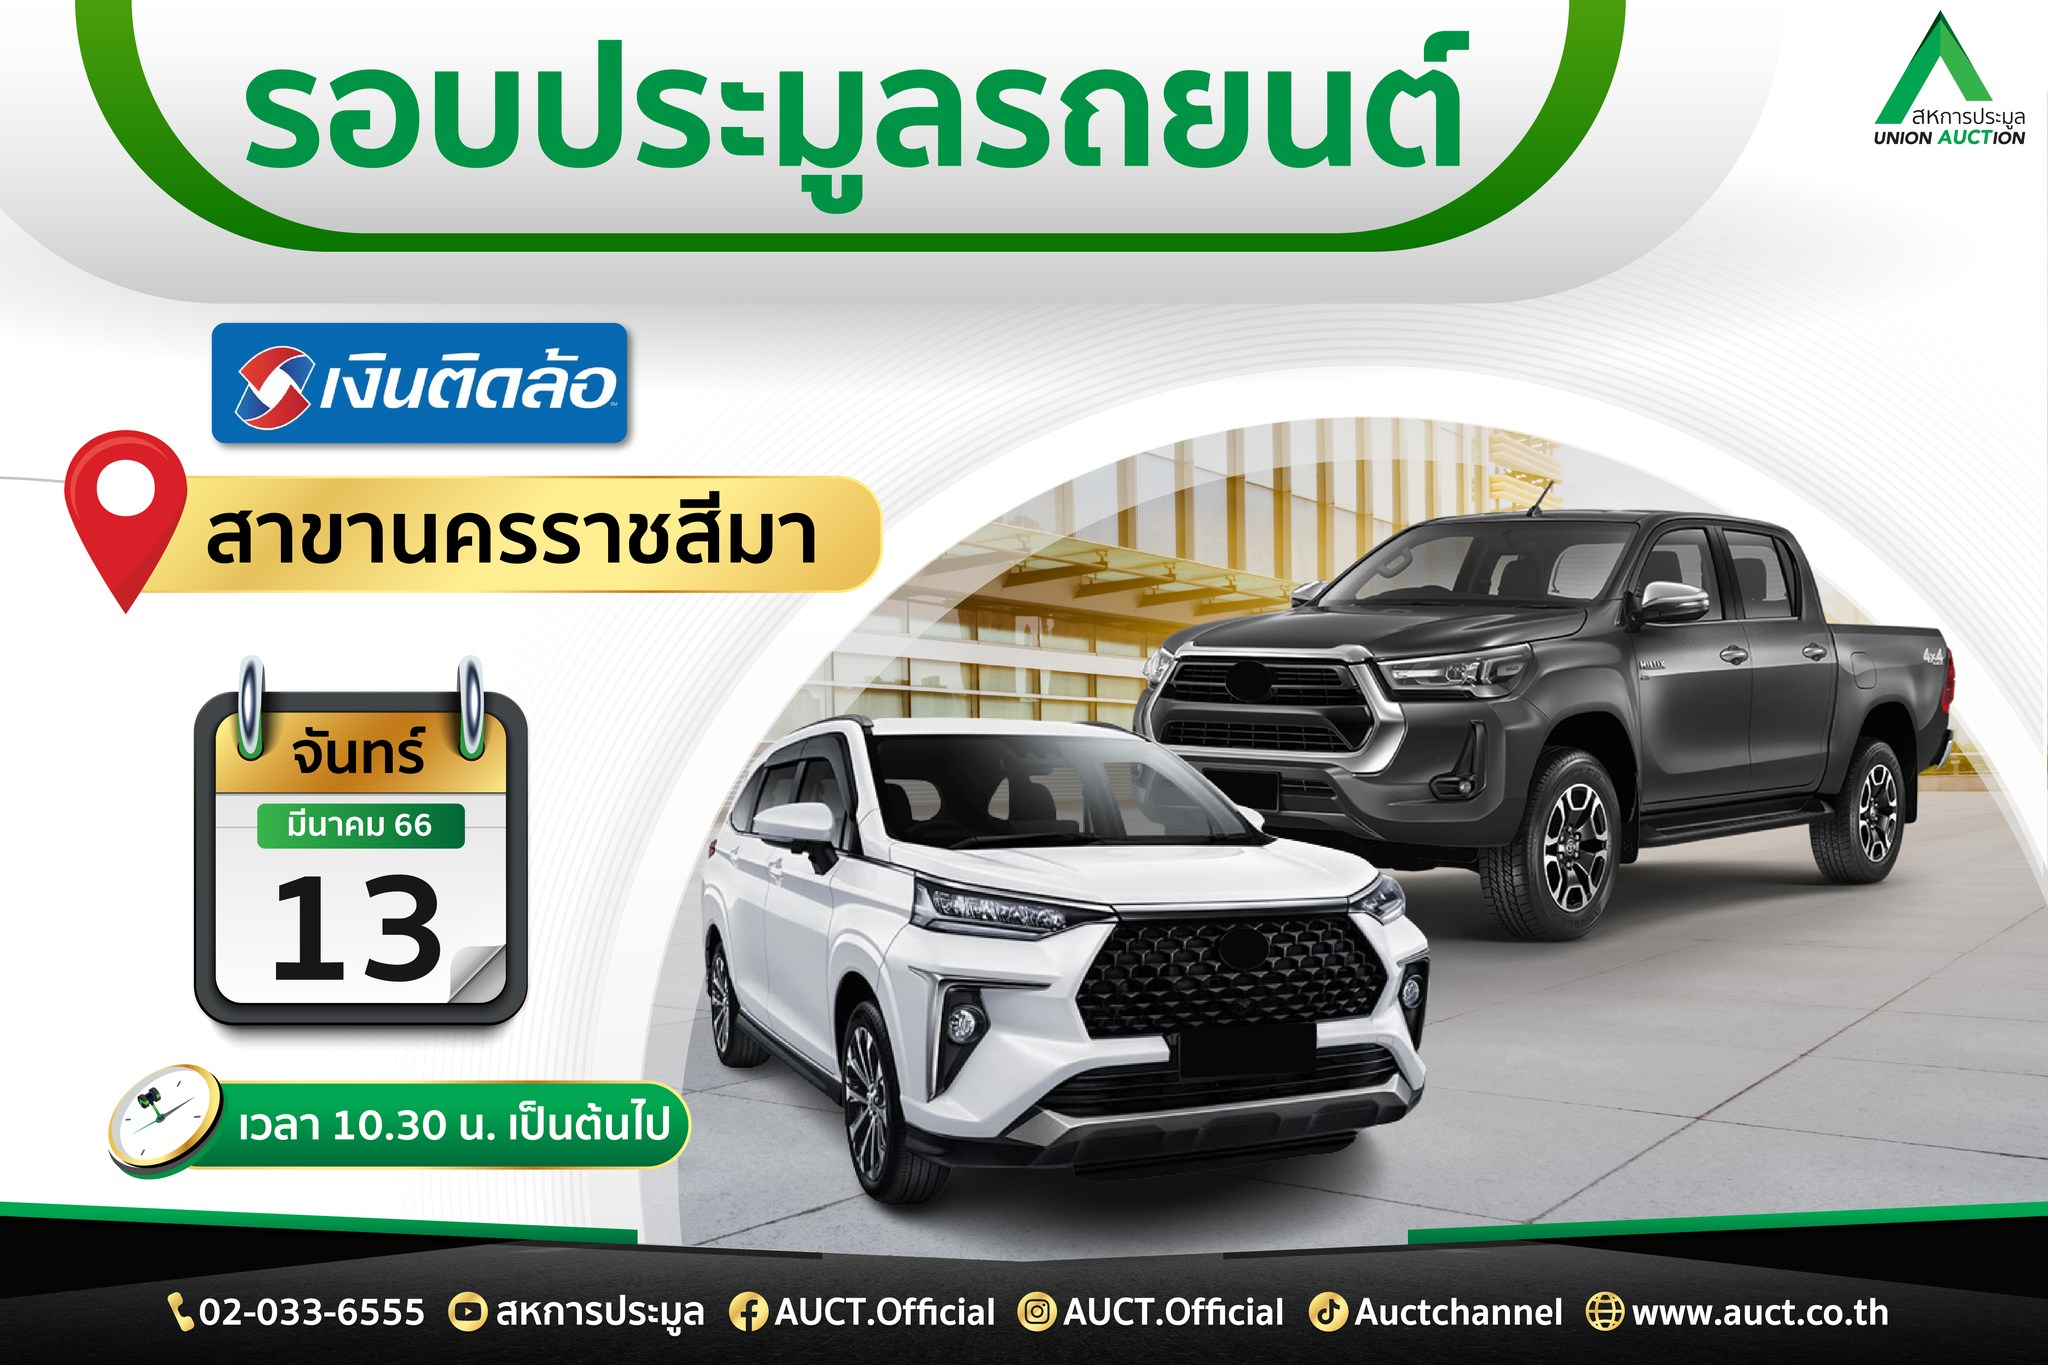 รอบประมูลรถยนต์
สหการประมูล
UNION AUCTION
เงินติดล้อ
สาขานครราชสีมา
จันทร์
มีนาคม 66
13
เวลา 10.30 น. เป็นต้นไป
HILUX
4x4
02-033-6555 สหการประมูล AUCT.Official AUCT.Official Auctchannel www.auct.co.th